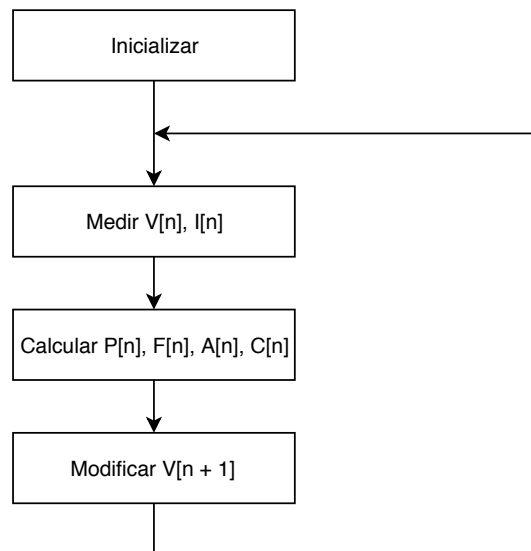 Inicializar
Medir V[n], I[n]
Calcular P[n], F[n], A[n], C[n]
Modificar V[n + 1]